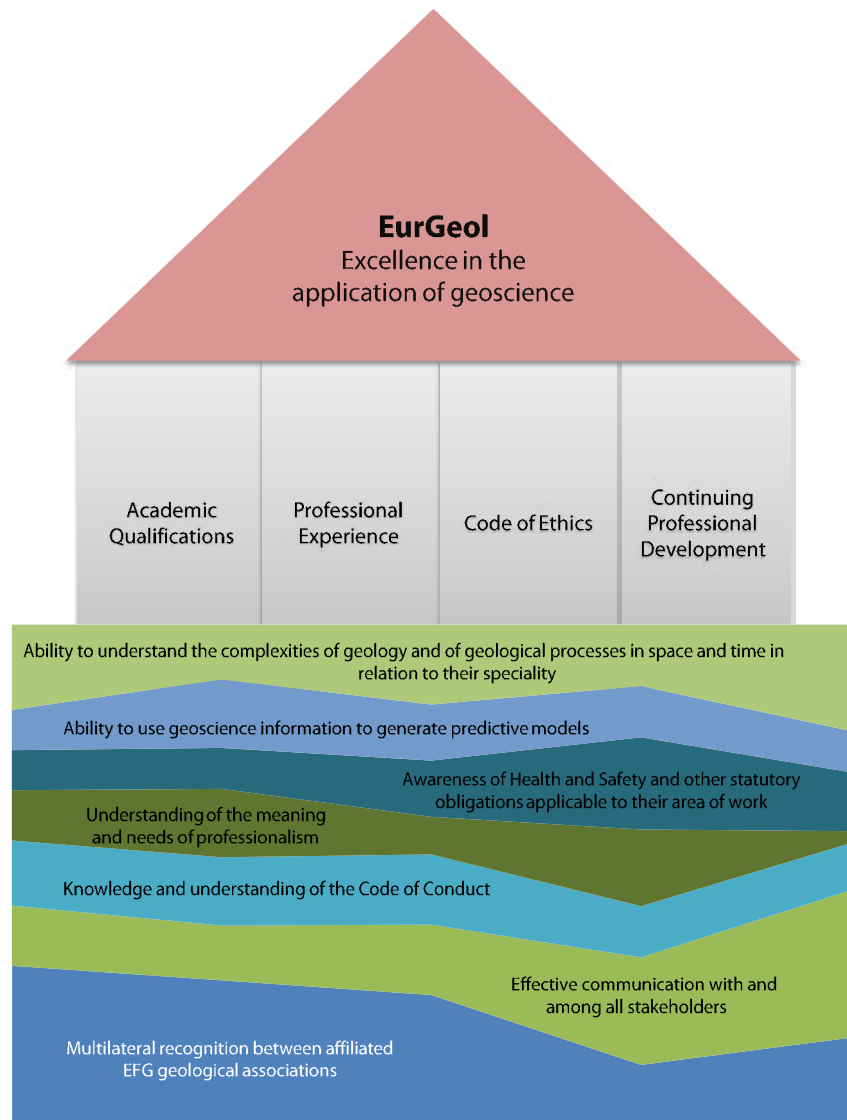 EurGeol
Excellence in the
application of geoscience
Academic
Qualifications
Professional
Experience
Code of Ethics
Continuing
Professional
Development
Ability to understand the complexities of geology and of geological processes in space and time in
relation to their speciality
Ability to use geoscience information to generate predictive models
Awareness of Health and Safety and other statutory
obligations applicable to their area of work
Understanding of the meaning
and needs of professionalism
Knowledge and understanding of the Code of Conduct
Effective communication with and
among all stakeholders
Multilateral recognition between affiliated
EFG geological associations